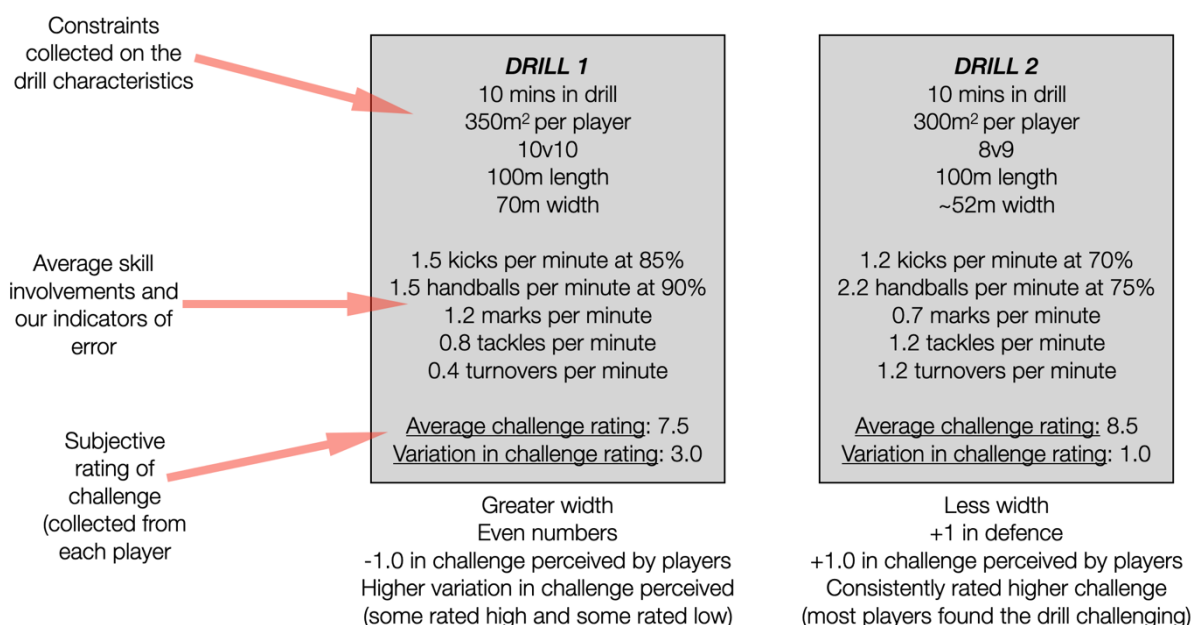 Constraints
collected on the
drill characteristics
Average skill
involvements and
our indicators of
error
Subjective
rating of
challenge
(collected from
each player
DRILL 1
10 mins in drill
350m² per player
10v10
100m length
70m width
1.5 kicks per minute at 85%
1.5 handballs per minute at 90%
1.2 marks per minute
0.8 tackles per minute
0.4 turnovers per minute
Average challenge rating: 7.5
Variation in challenge rating: 3.0
Greater width
Even numbers
-1.0 in challenge perceived by players
Higher variation in challenge perceived
(some rated high and some rated low)
DRILL 2
10 mins in drill
300m² per player
8v9
100m length
~52m width
1.2 kicks per minute at 70%
2.2 handballs per minute at 75%
0.7 marks per minute
1.2 tackles per minute
1.2 turnovers per minute
Average challenge rating: 8.5
Variation in challenge rating: 1.0
Less width
+1 in defence
+1.0 in challenge perceived by players
Consistently rated higher challenge
(most players found the drill challenging)